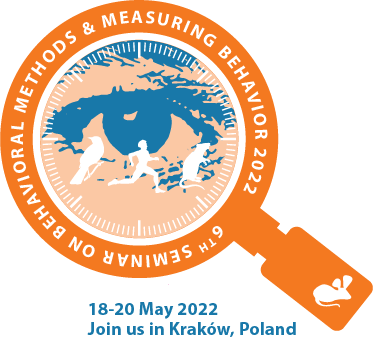 6TH SEMINAR ON BEHAVIORAL METHODS & MEASURING BEHAVIOR 2022
18-20 May 2022
Join us in Kraków, Poland